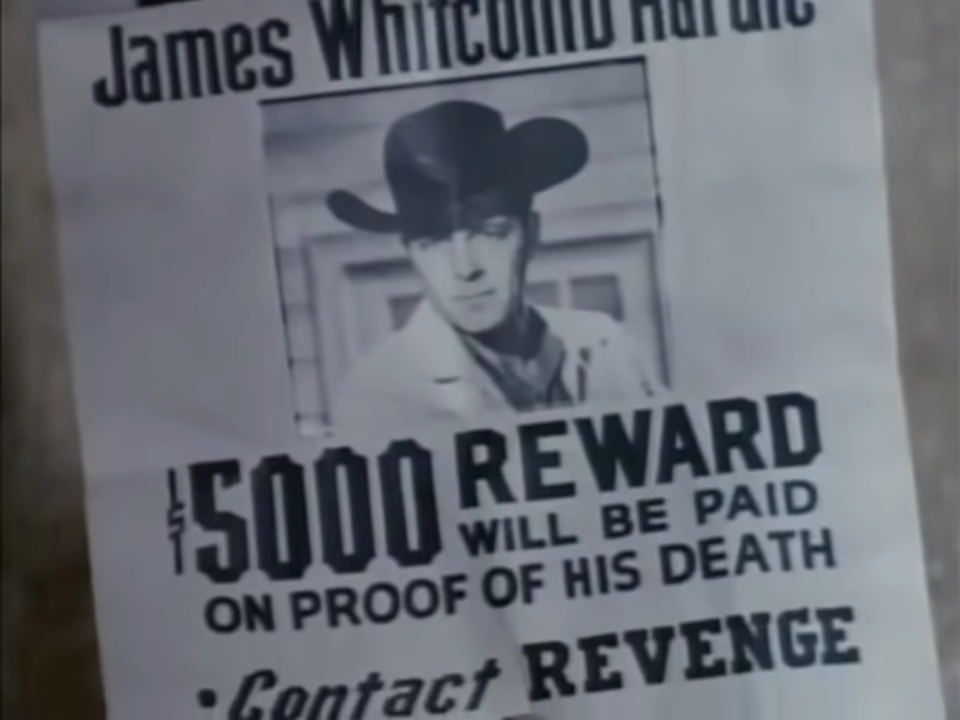 James Whitcomb Hardie
$5000 REWARD
WILL BE PAID
ON PROOF OF HIS DEATH
• Contact REVENGE